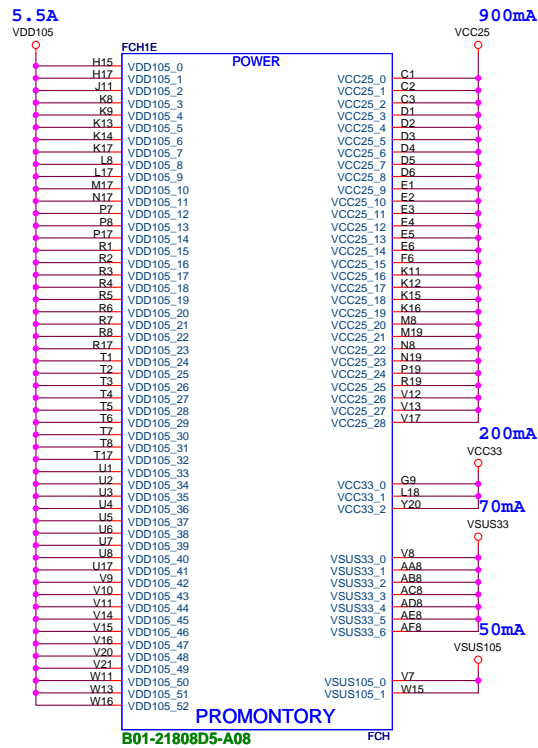 5.5A
VDD105
FCH1E
POWER
H15 VDD105_0
H17 VDD105_1
J11 VDD105_2
K8 VDD105_3
K9 VDD105_4
K13 VDD105_5
K14 VDD105_6
K17 VDD105_7
L8 VDD105_8
L17 VDD105_9
M17 VDD105_10
N17 VDD105_11
P7 VDD105_12
P8 VDD105_13
P17 VDD105_14
R1 VDD105_15
R2 VDD105_16
R3 VDD105_17
R4 VDD105_18
R5 VDD105_19
R6 VDD105_20
R7 VDD105_21
R8 VDD105_22
R17 VDD105_23
T1 VDD105_24
T2 VDD105_25
T3 VDD105_26
T4 VDD105_27
T5 VDD105_28
T6 VDD105_29
T7 VDD105_30
T8 VDD105_31
T17 VDD105_32
U1 VDD105_33
U2 VDD105_34
U3 VDD105_35
U4 VDD105_36
U5 VDD105_37
U6 VDD105_38
U7 VDD105_39
U8 VDD105_40
U17 VDD105_41
V9 VDD105_42
V10 VDD105_43
V11 VDD105_44
V14 VDD105_45
V15 VDD105_46
V16 VDD105_47
V20 VDD105_48
V21 VDD105_49
W11 VDD105_50
W13 VDD105_51
W16 VDD105_52
900mA
VCC25
VCC25_0 C1
VCC25_1 C2
VCC25_2 C3
VCC25_3 D1
VCC25_4 D2
VCC25_5 D3
VCC25_6 D4
VCC25_7 D5
VCC25_8 D6
VCC25_9 E1
VCC25_10 E2
VCC25_11 E3
VCC25_12 E4
VCC25_13 E5
VCC25_14 E6
VCC25_15 F6
VCC25_16 K11
VCC25_17 K12
VCC25_18 K15
VCC25_19 K16
VCC25_20 M8
VCC25_21 M19
VCC25_22 N8
VCC25_23 N19
VCC25_24 P19
VCC25_25 R19
VCC25_26 V12
VCC25_27 V13
VCC25_28 V17
200mA
VCC33
VCC33_0 G9
VCC33_1 L18
VCC33_2 Y20
70mA
VSUS33
VSUS33_0 V8
VSUS33_1 AA8
VSUS33_2 AB8
VSUS33_3 AC8
VSUS33_4 AD8
VSUS33_5 AE8
VSUS33_6 AF8
50mA
VSUS105
VSUS105_0 V7
VSUS105_1 W15
PROMONTORY
B01-21808D5-A08
FCH